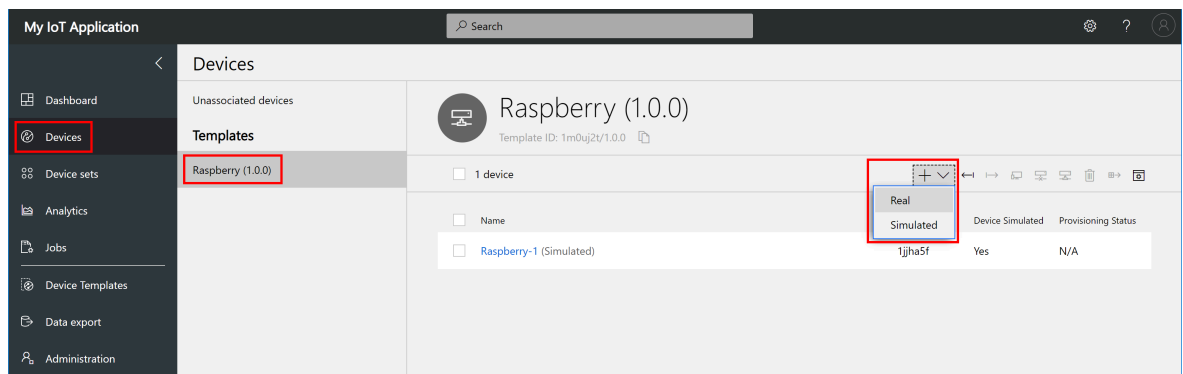 My IoT Application
Search
?
Devices
Dashboard
Devices
Device sets
Analytics
Jobs
Device Templates
Data export
Administration
Unassociated devices
Templates
Raspberry (1.0.0)
Raspberry (1.0.0)
Template ID: 1m0uj2t/1.0.0
1 device
Real
Simulated
Name Device Simulated Provisioning Status
Raspberry-1 (Simulated) 1jjha5f Yes N/A